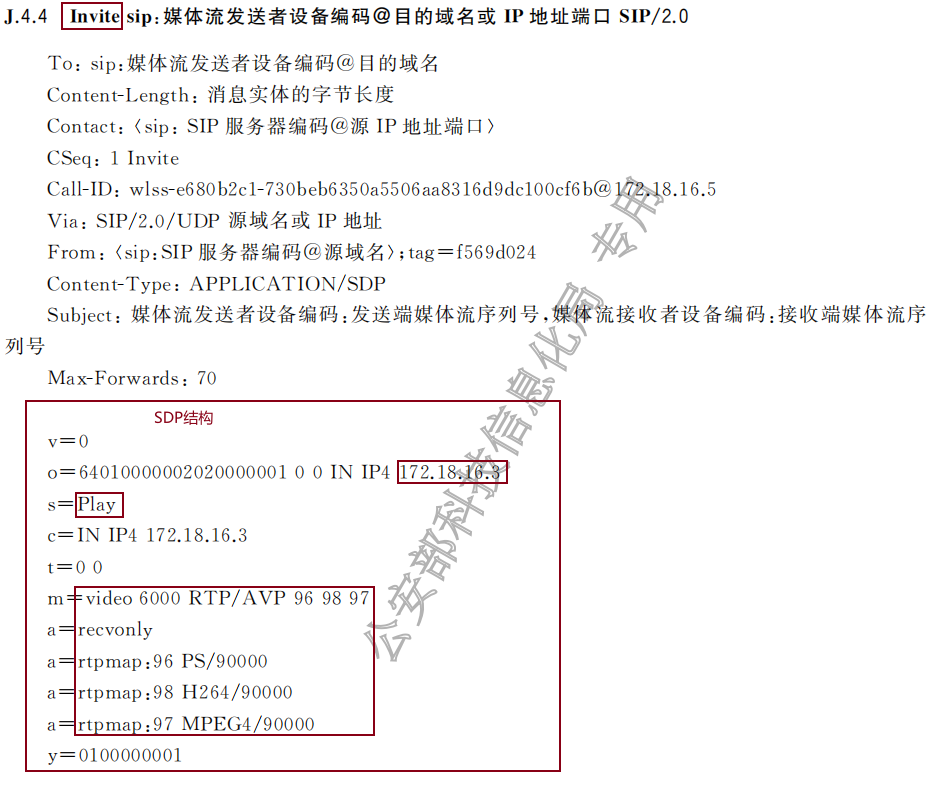 J.4.4 Invite sip:媒体流发送者设备编码@目的域名或 IP 地址端口 SIP/2.0
To: sip:媒体流发送者设备编码@目的域名
Content-Length: 消息实体的字节长度
Contact:〈sip: SIP 服务器编码@源 IP 地址端口〉
CSeq: 1 Invite
Call-ID: wlss-e680b2c1-730beb6350a5506aa8316d9dc100cf6b@172.18.16.5
Via: SIP/2.0/UDP 源域名或 IP 地址
From:〈sip:SIP 服务器编码@源域名〉;tag=f569d024
Content-Type: APPLICATION/SDP
Subject: 媒体流发送者设备编码:发送端媒体流序列号,媒体流接收者设备编码:接收端媒体流序
列号
Max-Forwards: 70
SDP结构
v=0
o=64010000002020000001 0 0 IN IP4 172.18.16.3
s=Play
c=IN IP4 172.18.16.3
t=0 0
m=video 6000 RTP/AVP 96 98 97
a=recvonly
a=rtpmap:96 PS/90000
a=rtpmap:98 H264/90000
a=rtpmap:97 MPEG4/90000
y=0100000001
公安部科技信息化局 专用